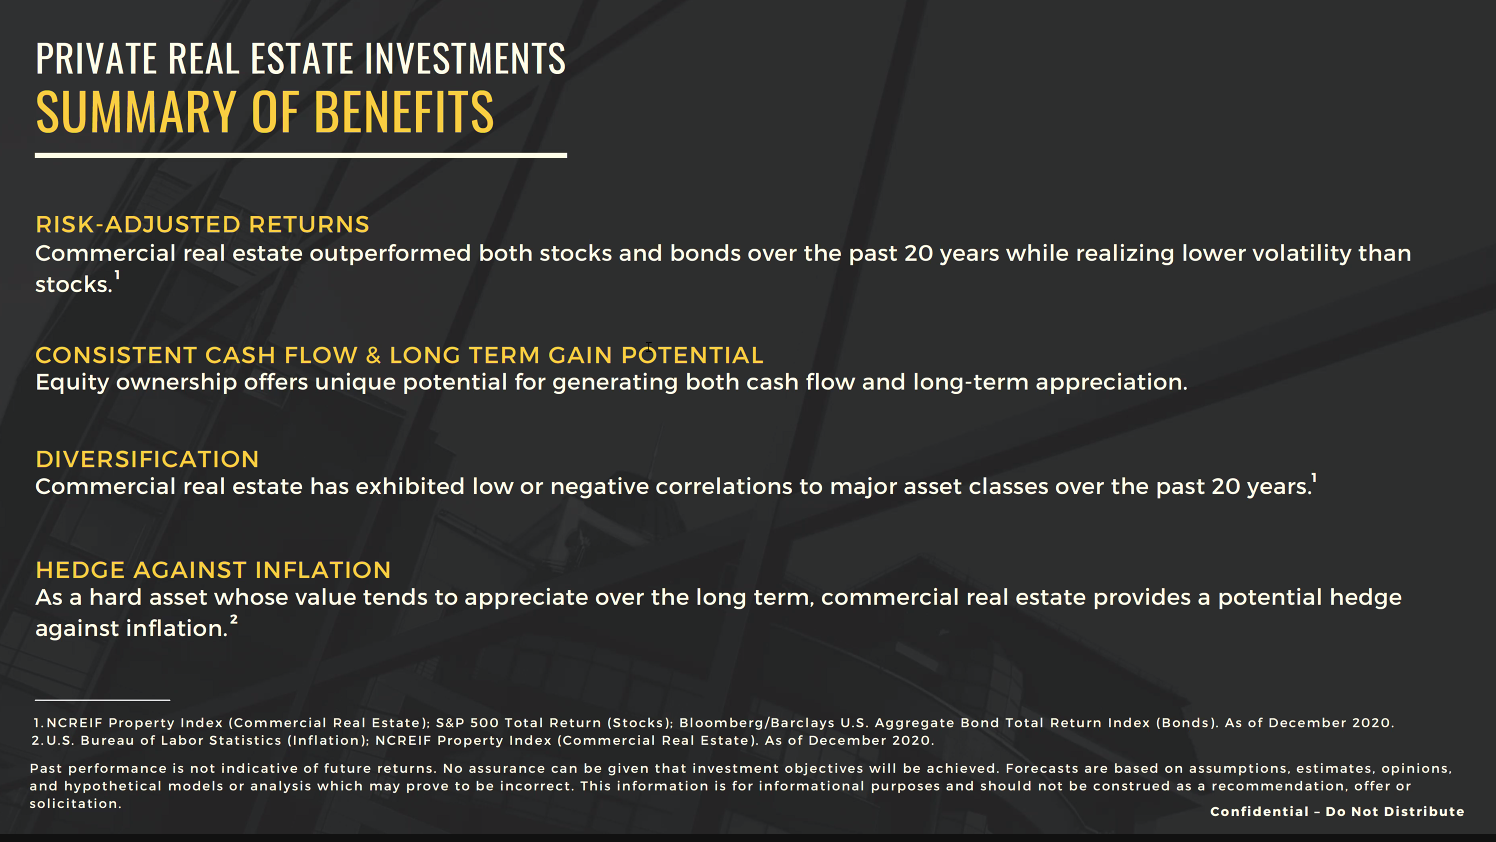 PRIVATE REAL ESTATE INVESTMENTS
SUMMARY OF BENEFITS
RISK-ADJUSTED RETURNS
Commercial real estate outperformed both stocks and bonds over the past 20 years while realizing lower volatility than
stocks.¹
CONSISTENT CASH FLOW & LONG TERM GAIN POTENTIAL
Equity ownership offers unique potential for generating both cash flow and long-term appreciation.
DIVERSIFICATION
Commercial real estate has exhibited low or negative correlations to major asset classes over the past 20 years.¹
HEDGE AGAINST INFLATION
As a hard asset whose value tends to appreciate over the long term, commercial real estate provides a potential hedge
against inflation.²
1.NCREIF Property Index (Commercial Real Estate); S&P 500 Total Return (Stocks); Bloomberg/Barclays U.S. Aggregate Bond Total Return Index (Bonds). As of December 2020.
2.U.S. Bureau of Labor Statistics (Inflation); NCREIF Property Index (Commercial Real Estate). As of December 2020.
Past performance is not indicative of future returns. No assurance can be given that investment objectives will be achieved. Forecasts are based on assumptions, estimates, opinions,
and hypothetical models or analysis which may prove to be incorrect. This information is for informational purposes and should not be construed as a recommendation, offer or
solicitation.
Confidential – Do Not Distribute